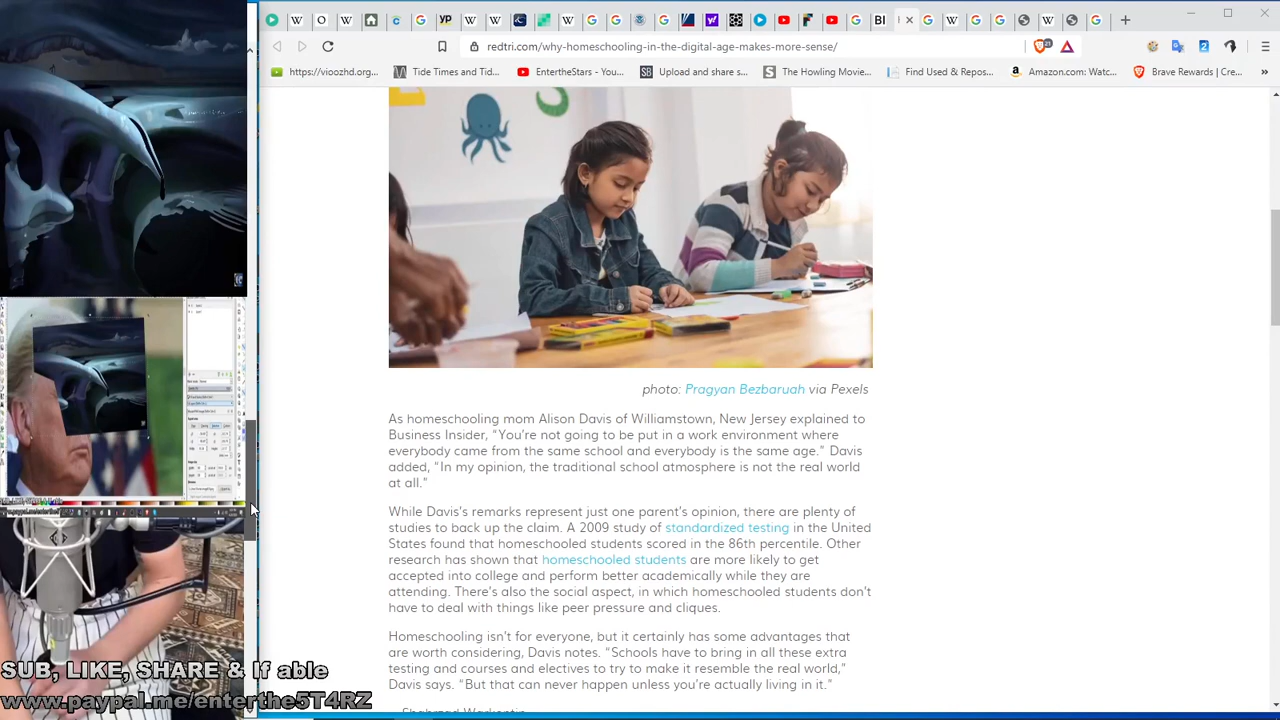 redtri.com/why-homeschooling-in-the-digital-age-makes-more-sense/
https://vioozhd.org...
Tide Times and Tid...
EntertheStars - You...
Upload and share s...
The Howling Movie...
Find Used & Repos...
Amazon.com: Watc...
Brave Rewards | Cre...
photo: Pragyan Bezbaruah via Pexels
As homeschooling mom Alison Davis of Williamstown, New Jersey explained to
Business Insider, “You’re not going to be put in a work environment where
everybody came from the same school and everybody is the same age.” Davis
added, “In my opinion, the traditional school atmosphere is not the real world
at all.”
While Davis’s remarks represent just one parent’s opinion, there are plenty of
studies to back up the claim. A 2009 study of standardized testing in the United
States found that homeschooled students scored in the 86th percentile. Other
research has shown that homeschooled students are more likely to get
accepted into college and perform better academically while they are
attending. There’s also the social aspect, in which homeschooled students don’t
have to deal with things like peer pressure and cliques.
Homeschooling isn’t for everyone, but it certainly has some advantages that
are worth considering, Davis notes. “Schools have to bring in all these extra
testing and courses and electives to try to make it resemble the real world,”
Davis says. “But that can never happen unless you’re actually living in it.”
SUB, LIKE, SHARE & If able
www.paypal.me/enterthe5T4RZ